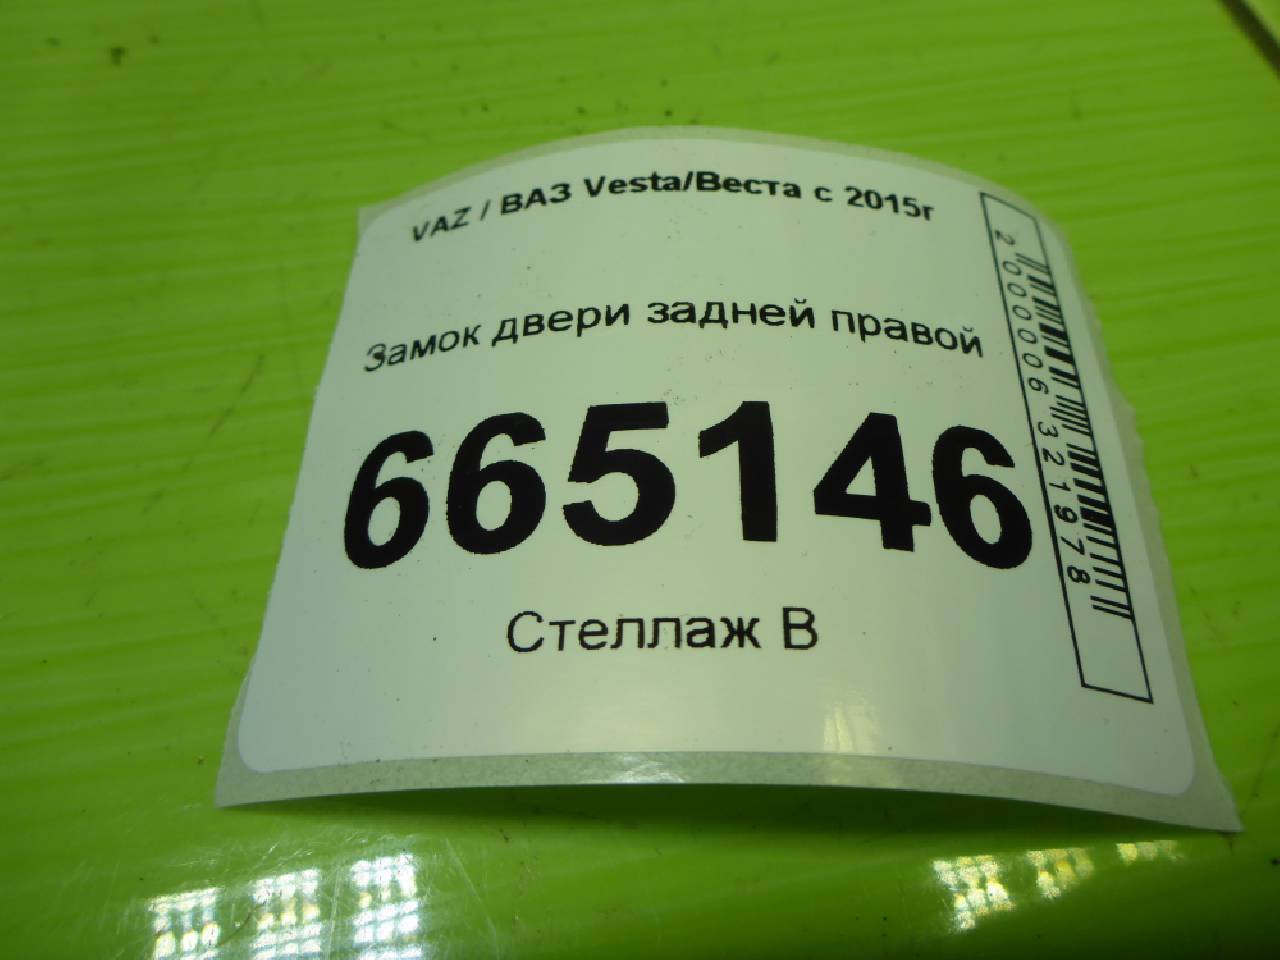 VAZ / ВАЗ Vesta/Веста с 2015г
Замок двери задней правой
665146
Стеллаж В
2000006321978